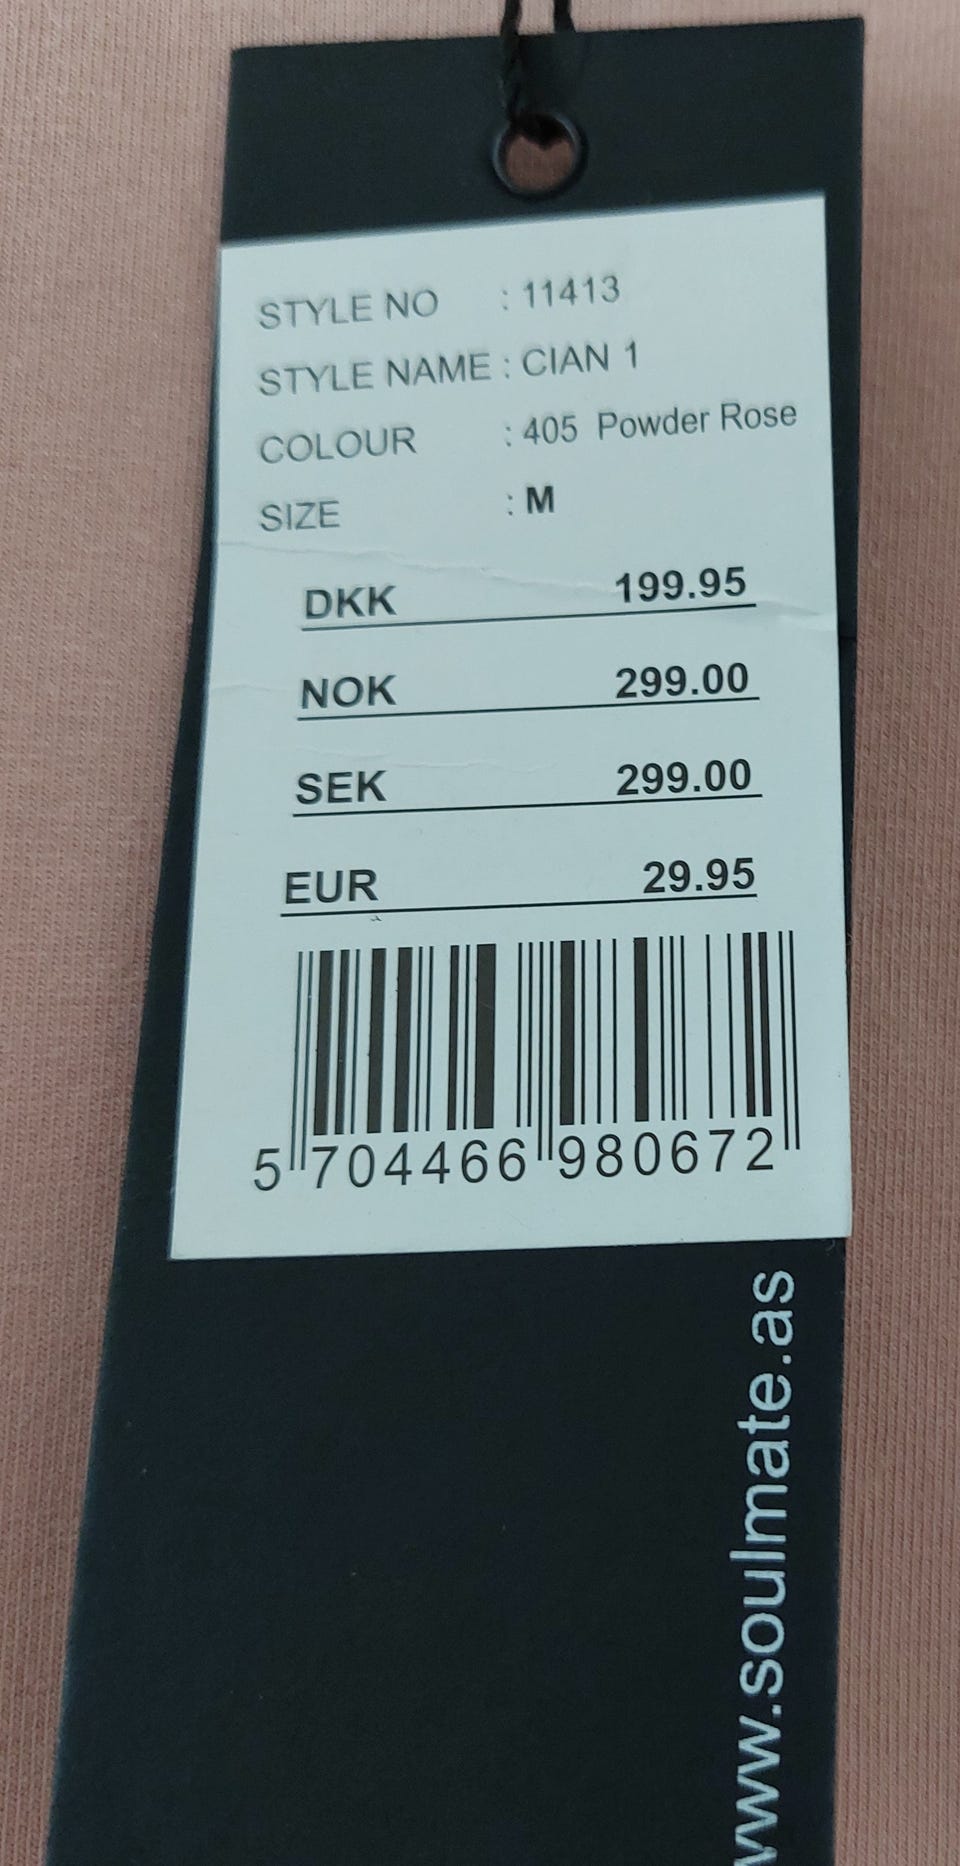 STYLE NO : 11413
STYLE NAME : CIAN 1
COLOUR : 405 Powder Rose
SIZE : M
DKK 199.95
NOK 299.00
SEK 299.00
EUR 29.95
5 704466 980672
www.soulmate.as